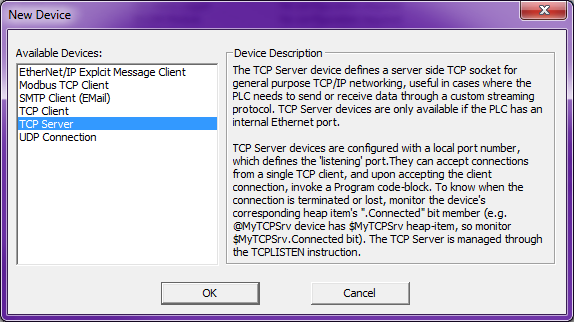 New Device
Available Devices:
EtherNet/IP Explcit Message Client
Modbus TCP Client
SMTP Client (EMail)
TCP Client
TCP Server
UDP Connection
Device Description
The TCP Server device defines a server side TCP socket for
general purpose TCP/IP networking, useful in cases where the
PLC needs to send or receive data through a custom streaming
protocol. TCP Server devices are only available if the PLC has an
internal Ethernet port.
TCP Server devices are configured with a local port number,
which defines the 'listening' port.They can accept connections
from a single TCP client, and upon accepting the client
connection, invoke a Program code-block. To know when the
connection is terminated or lost, monitor the device's
corresponding heap item's ".Connected" bit member (e.g.
@MyTCPSrv device has $MyTCPSrv heap-item, so monitor
$MyTCPSrv.Connected bit). The TCP Server is managed through
the TCPLISTEN instruction.
OK
Cancel